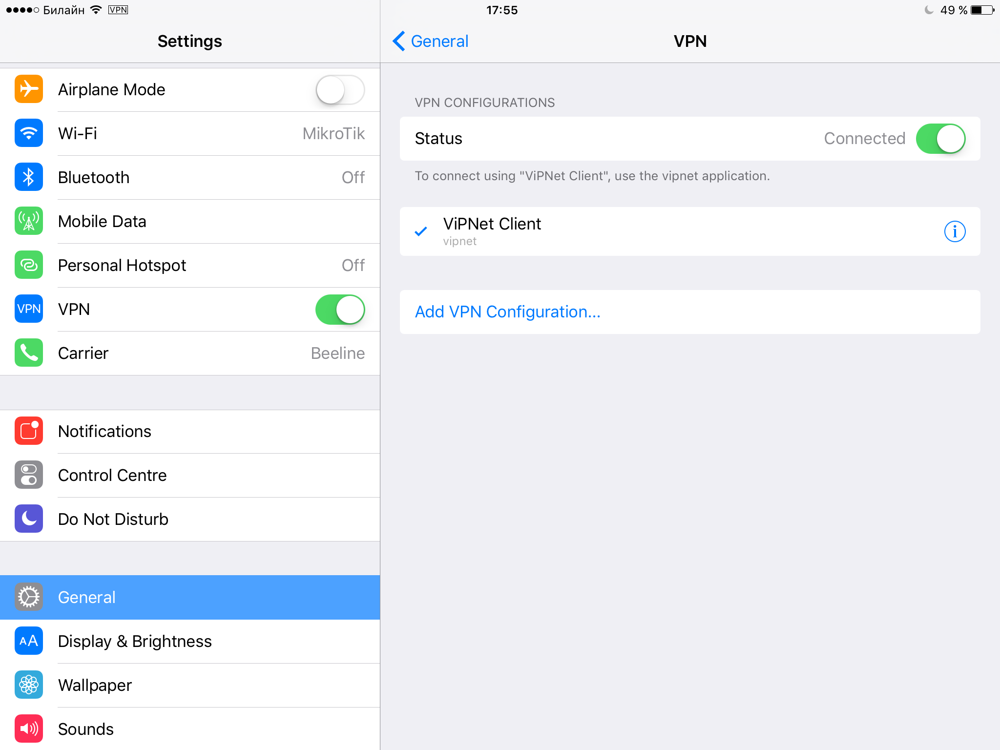 Билайн VPN
17:55
49 %
Settings
Airplane Mode
Wi-Fi MikroTik
Bluetooth Off
Mobile Data
Personal Hotspot Off
VPN VPN
Carrier Beeline
Notifications
Control Centre
Do Not Disturb
General
AA Display & Brightness
Wallpaper
Sounds
General
VPN
VPN CONFIGURATIONS
Status Connected
To connect using "ViPNet Client", use the vipnet application.
ViPNet Client
vipnet
Add VPN Configuration...